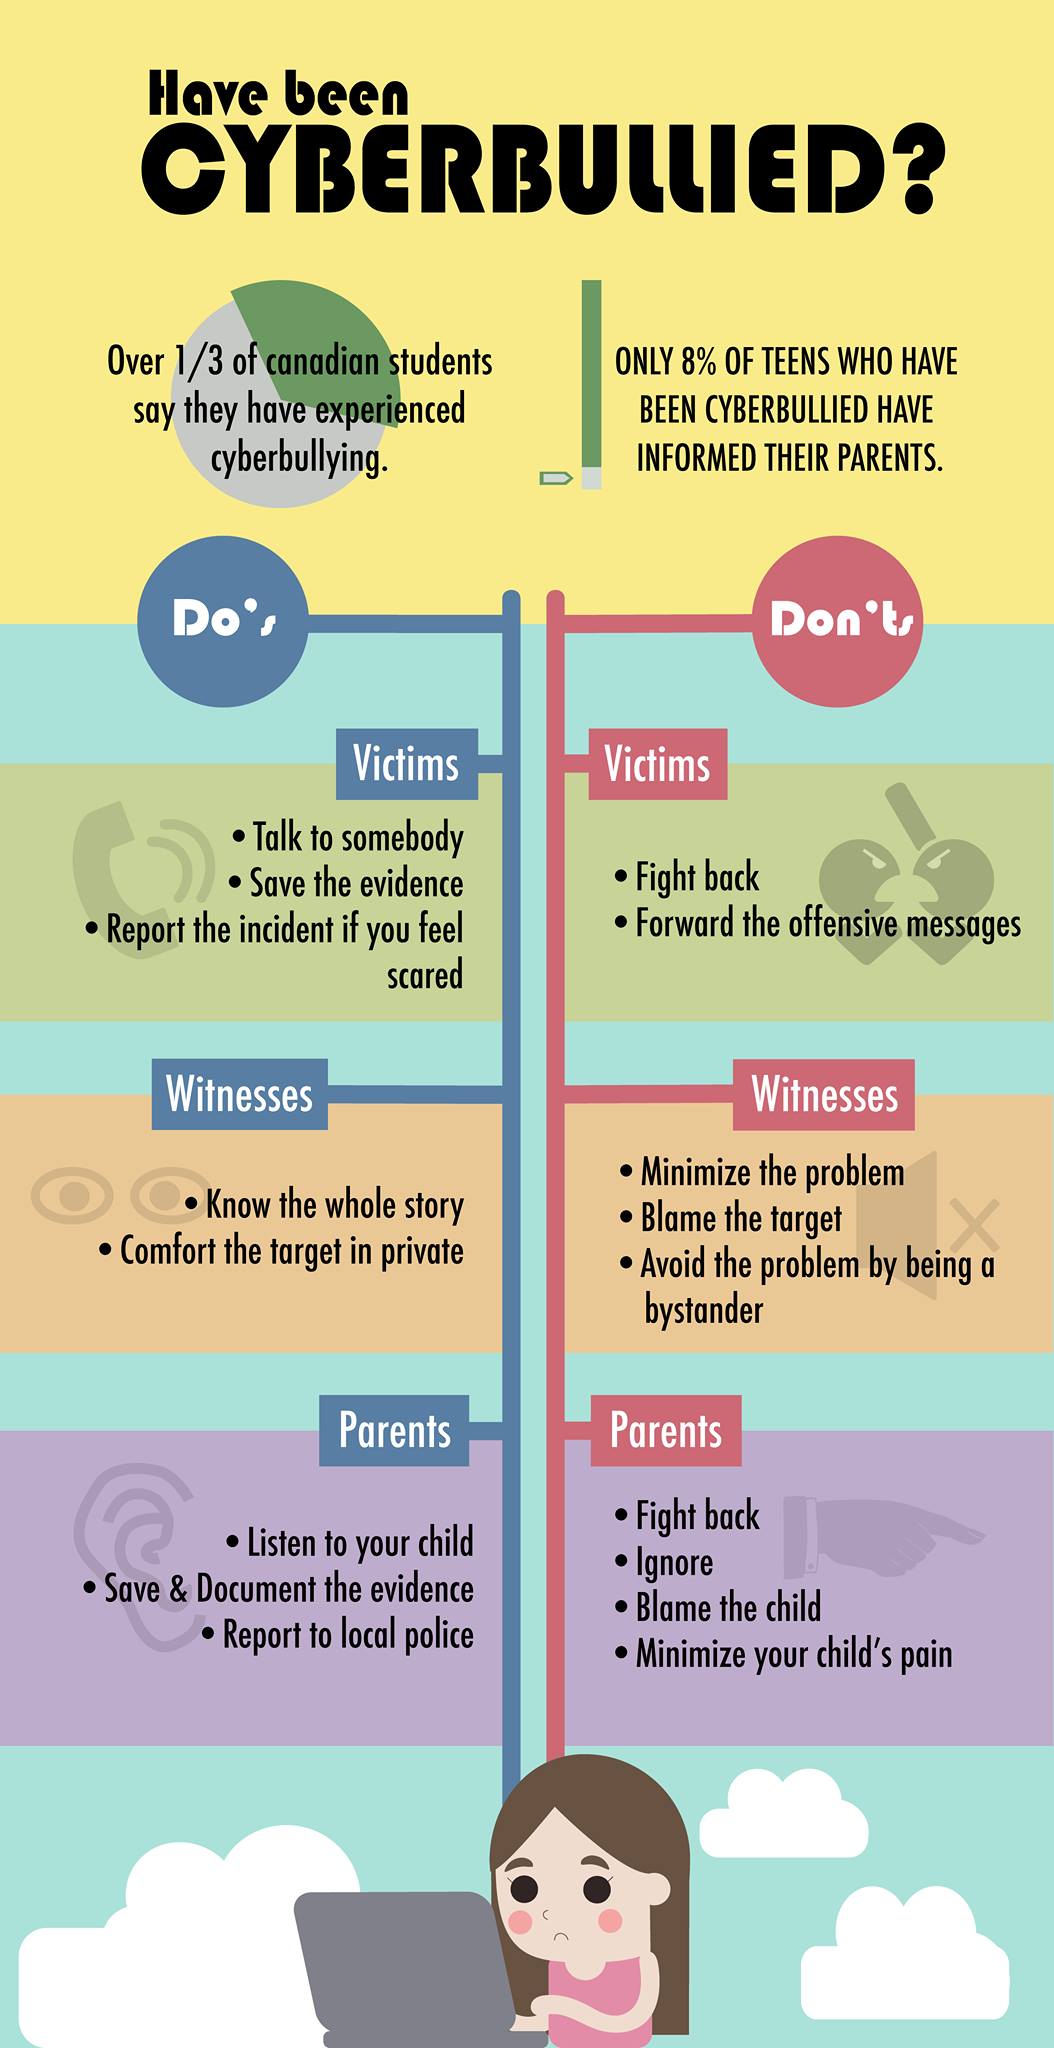 Have been
CYBERBULLIED?
Over 1/3 of canadian students
say they have experienced
cyberbullying.
ONLY 8% OF TEENS WHO HAVE
BEEN CYBERBULLIED HAVE
INFORMED THEIR PARENTS.
Do's
Don'ts
Victims
• Talk to somebody
• Save the evidence
• Report the incident if you feel
scared
Victims
• Fight back
• Forward the offensive messages
Witnesses
• Know the whole story
• Comfort the target in private
Witnesses
• Minimize the problem
• Blame the target
• Avoid the problem by being a
bystander
Parents
• Listen to your child
• Save & Document the evidence
• Report to local police
Parents
• Fight back
• Ignore
• Blame the child
• Minimize your child's pain